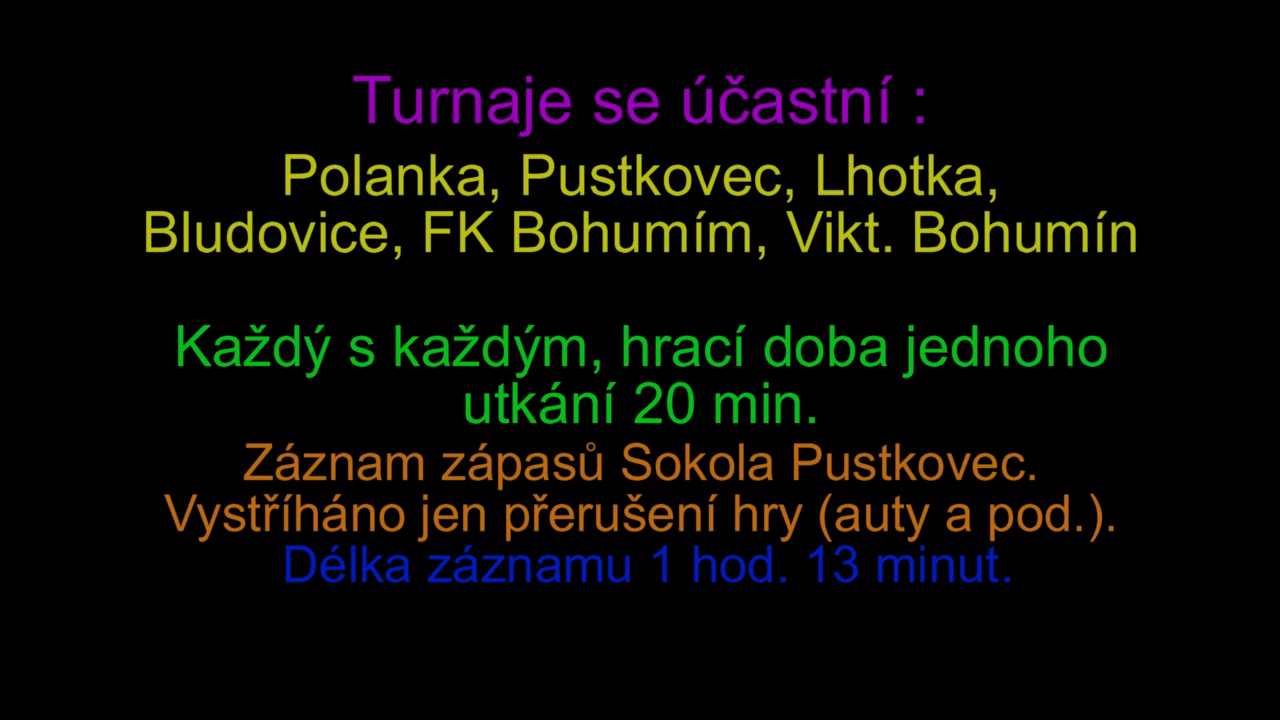 Turnaje se účastní :
Polanka, Pustkovec, Lhotka,
Bludovice, FK Bohumím, Vikt. Bohumín
Každý s každým, hrací doba jednoho
utkání 20 min.
Záznam zápasů Sokola Pustkovec.
Vystříháno jen přerušení hry (auty a pod.).
Délka záznamu 1 hod. 13 minut.